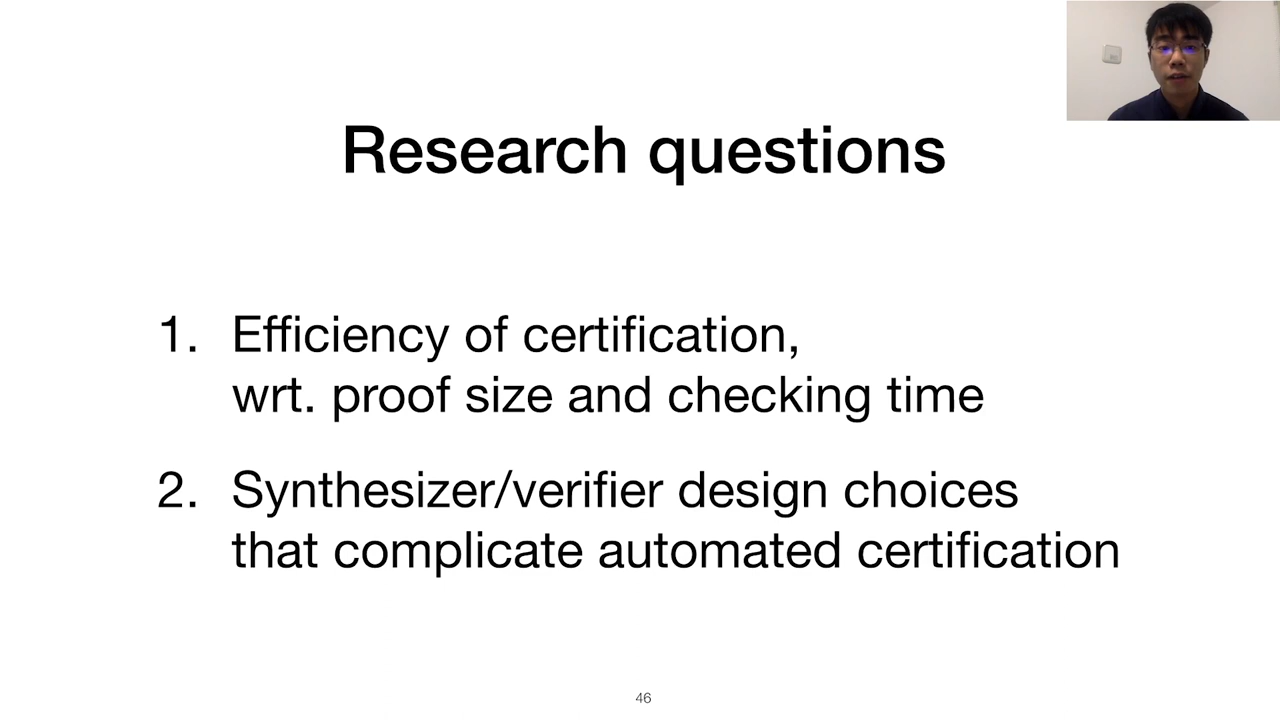 Research questions
1. Efficiency of certification,
wrt. proof size and checking time
2. Synthesizer/verifier design choices
that complicate automated certification
46